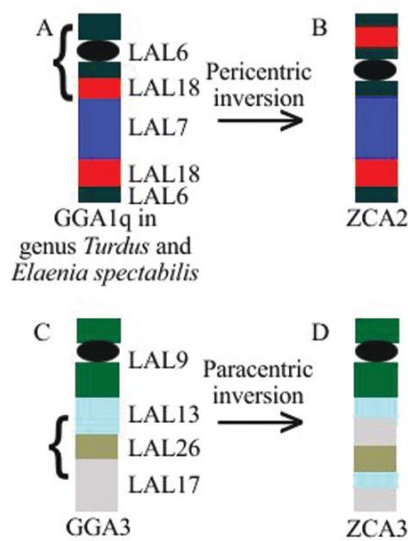 A
B
LAL6
LAL18
Pericentric
inversion
LAL7
LAL18
LAL6
GGA1q in
genus Turdus and
Elaenia spectabilis
ZCA2
C
D
LAL9
Paracentric
inversion
LAL13
LAL26
LAL17
GGA3
ZCA3